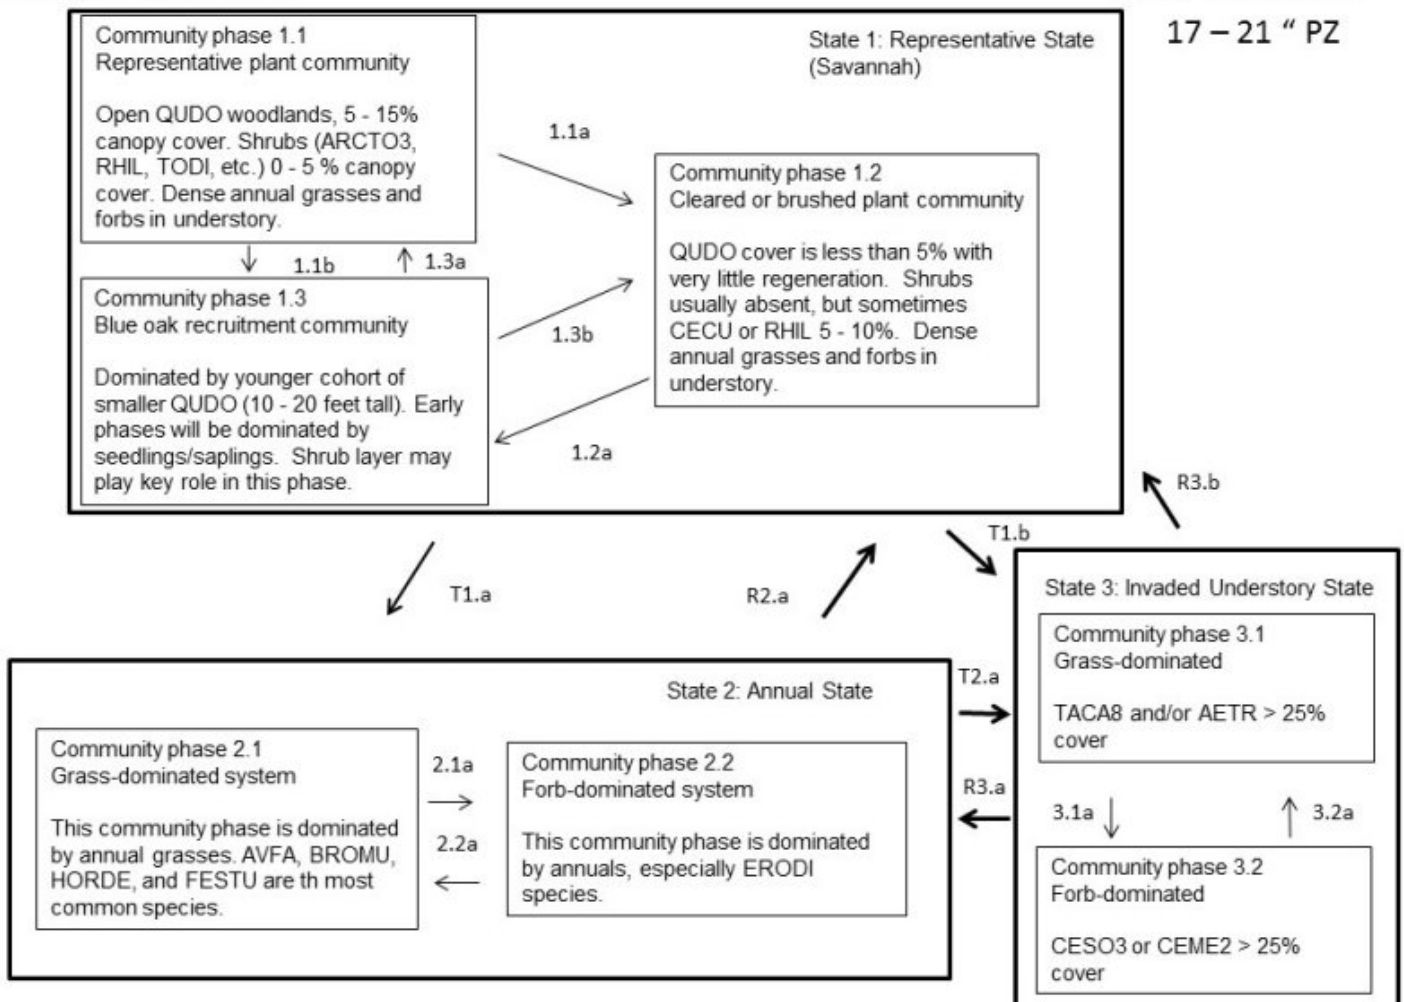 17 – 21 “ PZ
State 1: Representative State
(Savannah)
Community phase 1.1
Representative plant community
Open QUDO woodlands, 5 - 15%
canopy cover. Shrubs (ARCTO3,
RHIL, TODI, etc.) 0 - 5 % canopy
cover. Dense annual grasses and
forbs in understory.
1.1a
1.1b
1.3a
Community phase 1.2
Cleared or brushed plant community
QUDO cover is less than 5% with
very little regeneration. Shrubs
usually absent, but sometimes
CECU or RHIL 5 - 10%. Dense
annual grasses and forbs in
understory.
Community phase 1.3
Blue oak recruitment community
Dominated by younger cohort of
smaller QUDO (10 - 20 feet tall). Early
phases will be dominated by
seedlings/saplings. Shrub layer may
play key role in this phase.
1.3b
1.2a
R3.b
T1.b
T1.a
R2.a
State 2: Annual State
Community phase 2.1
Grass-dominated system
This community phase is dominated
by annual grasses. AVFA, BROMU,
HORDE, and FESTU are th most
common species.
2.1a
2.2a
Community phase 2.2
Forb-dominated system
This community phase is dominated
by annuals, especially ERODI
species.
T2.a
R3.a
State 3: Invaded Understory State
Community phase 3.1
Grass-dominated
TACA8 and/or AETR > 25%
cover
3.1a
3.2a
Community phase 3.2
Forb-dominated
CESO3 or CEME2 > 25%
cover